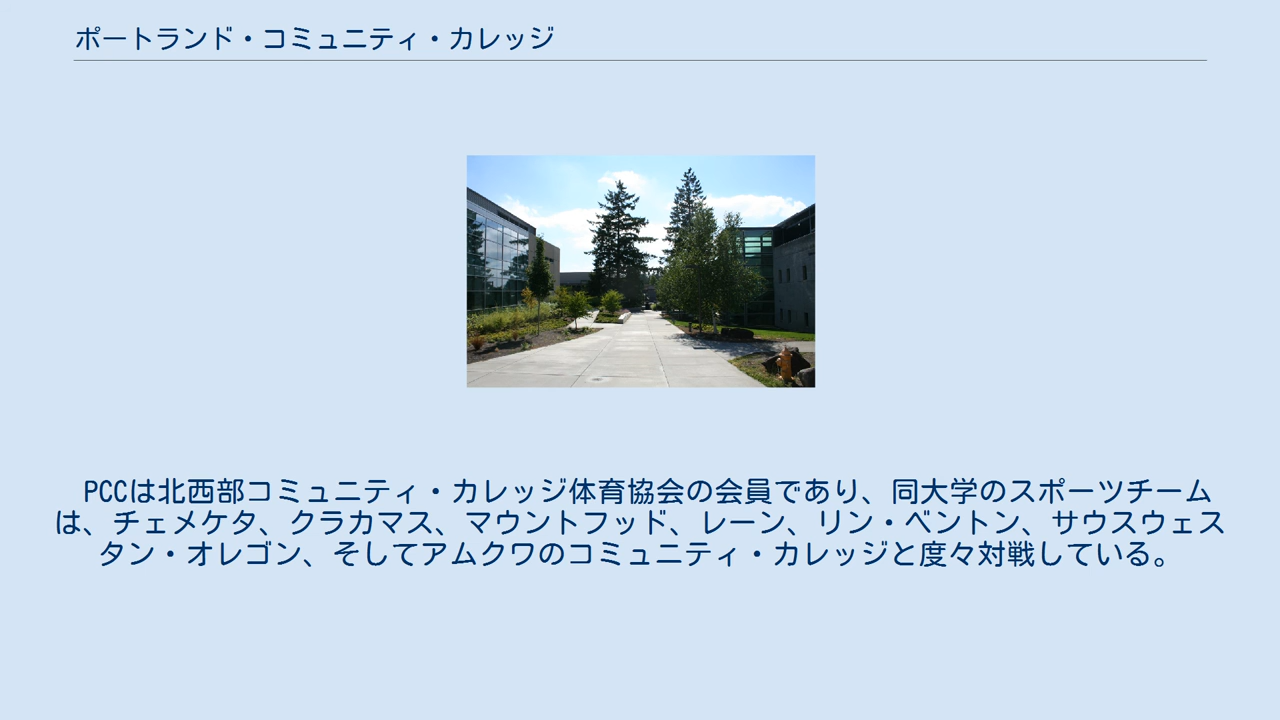 ポートランド・コミュニティ・カレッジ
PCCは北西部コミュニティ・カレッジ体育協会の会員であり、同大学のスポーツチーム
は、チェメケタ、クラカマス、マウントフッド、レーン、リン・ベントン、サウスウェス
タン・オレゴン、そしてアムクワのコミュニティ・カレッジと度々対戦している。